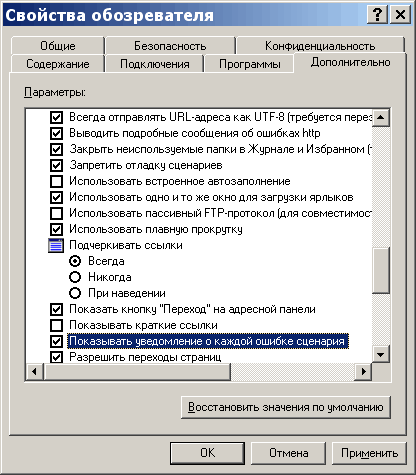 Свойства обозревателя
Общие
Безопасность
Конфиденциальность
Содержание
Подключения
Программы
Дополнительно
Параметры:
Всегда отправлять URL-адреса как UTF-8 (требуется перез
Выводить подробные сообщения об ошибках http
Закрыть неиспользуемые папки в Журнале и Избранном (т
Запретить отладку сценариев
Использовать встроенное автозаполнение
Использовать одно и то же окно для загрузки ярлыков
Использовать пассивный FTP-протокол (для совместимост
Использовать плавную прокрутку
Подчеркивать ссылки
Всегда
Никогда
При наведении
Показать кнопку "Переход" на адресной панели
Показывать краткие ссылки
Показывать уведомление о каждой ошибке сценария
Разрешить переходы страниц
Восстановить значения по умолчанию
OK
Отмена
Применить